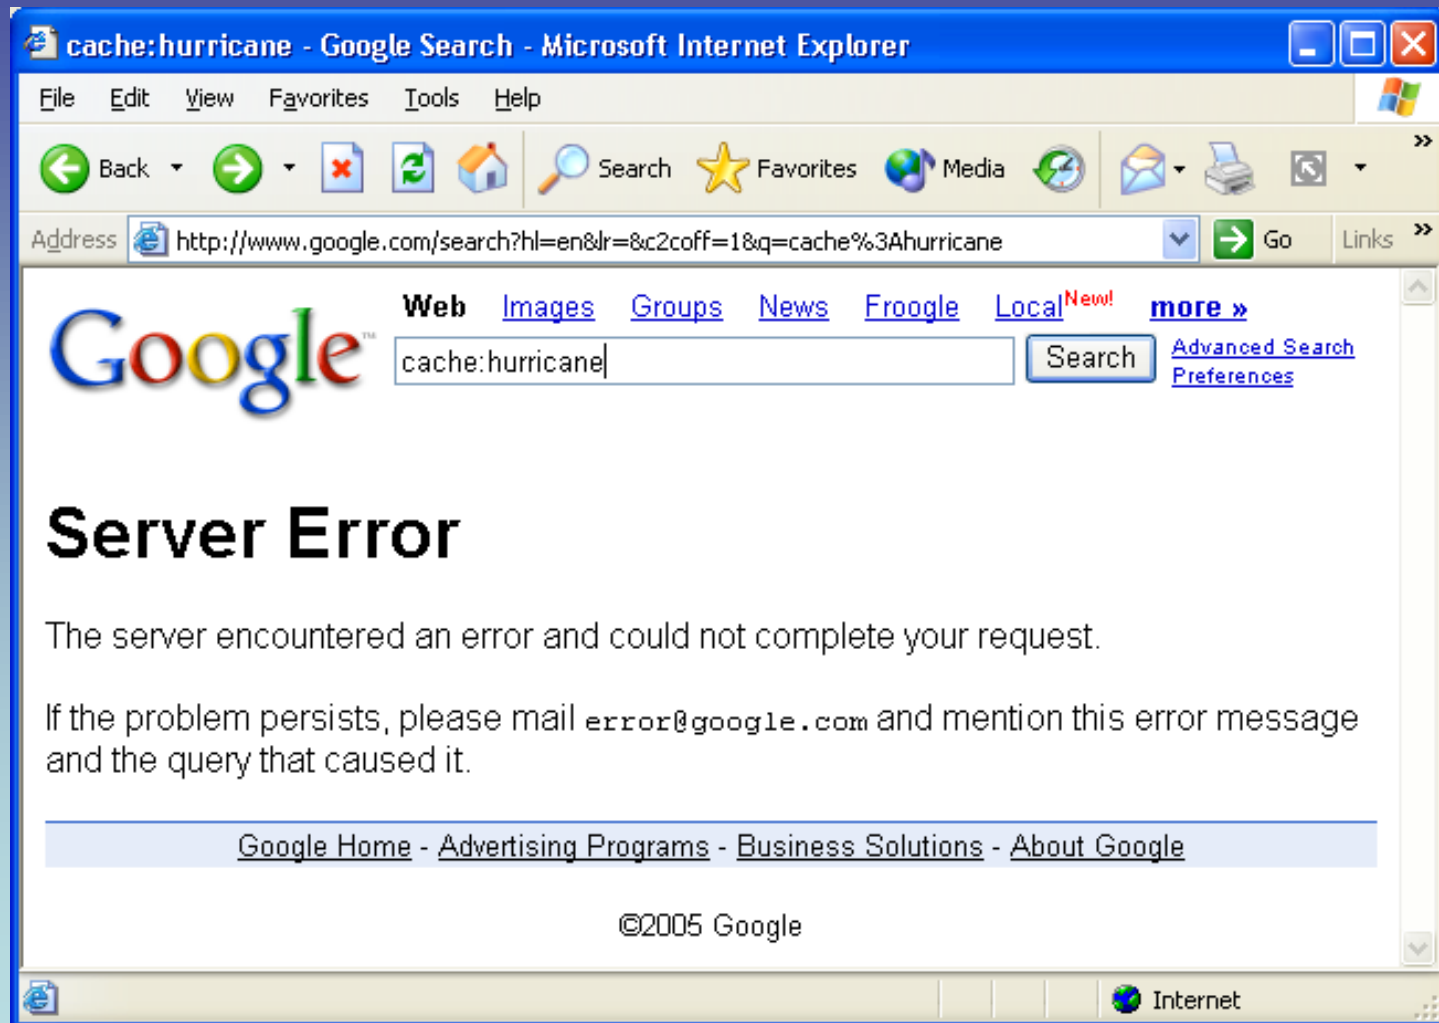 cache:hurricane - Google Search - Microsoft Internet Explorer
File Edit View Favorites Tools Help
Back Search Favorites Media »
Address http://www.google.com/search?hl=en&lr=&c2coff=1&q=cache%3Ahurricane Go Links »
Google™
Web Images Groups News Froogle Local New! more »
cache:hurricane Search Advanced Search
Preferences
Server Error
The server encountered an error and could not complete your request.
If the problem persists, please mail error@google.com and mention this error message
and the query that caused it.
Google Home - Advertising Programs - Business Solutions - About Google
©2005 Google
Internet